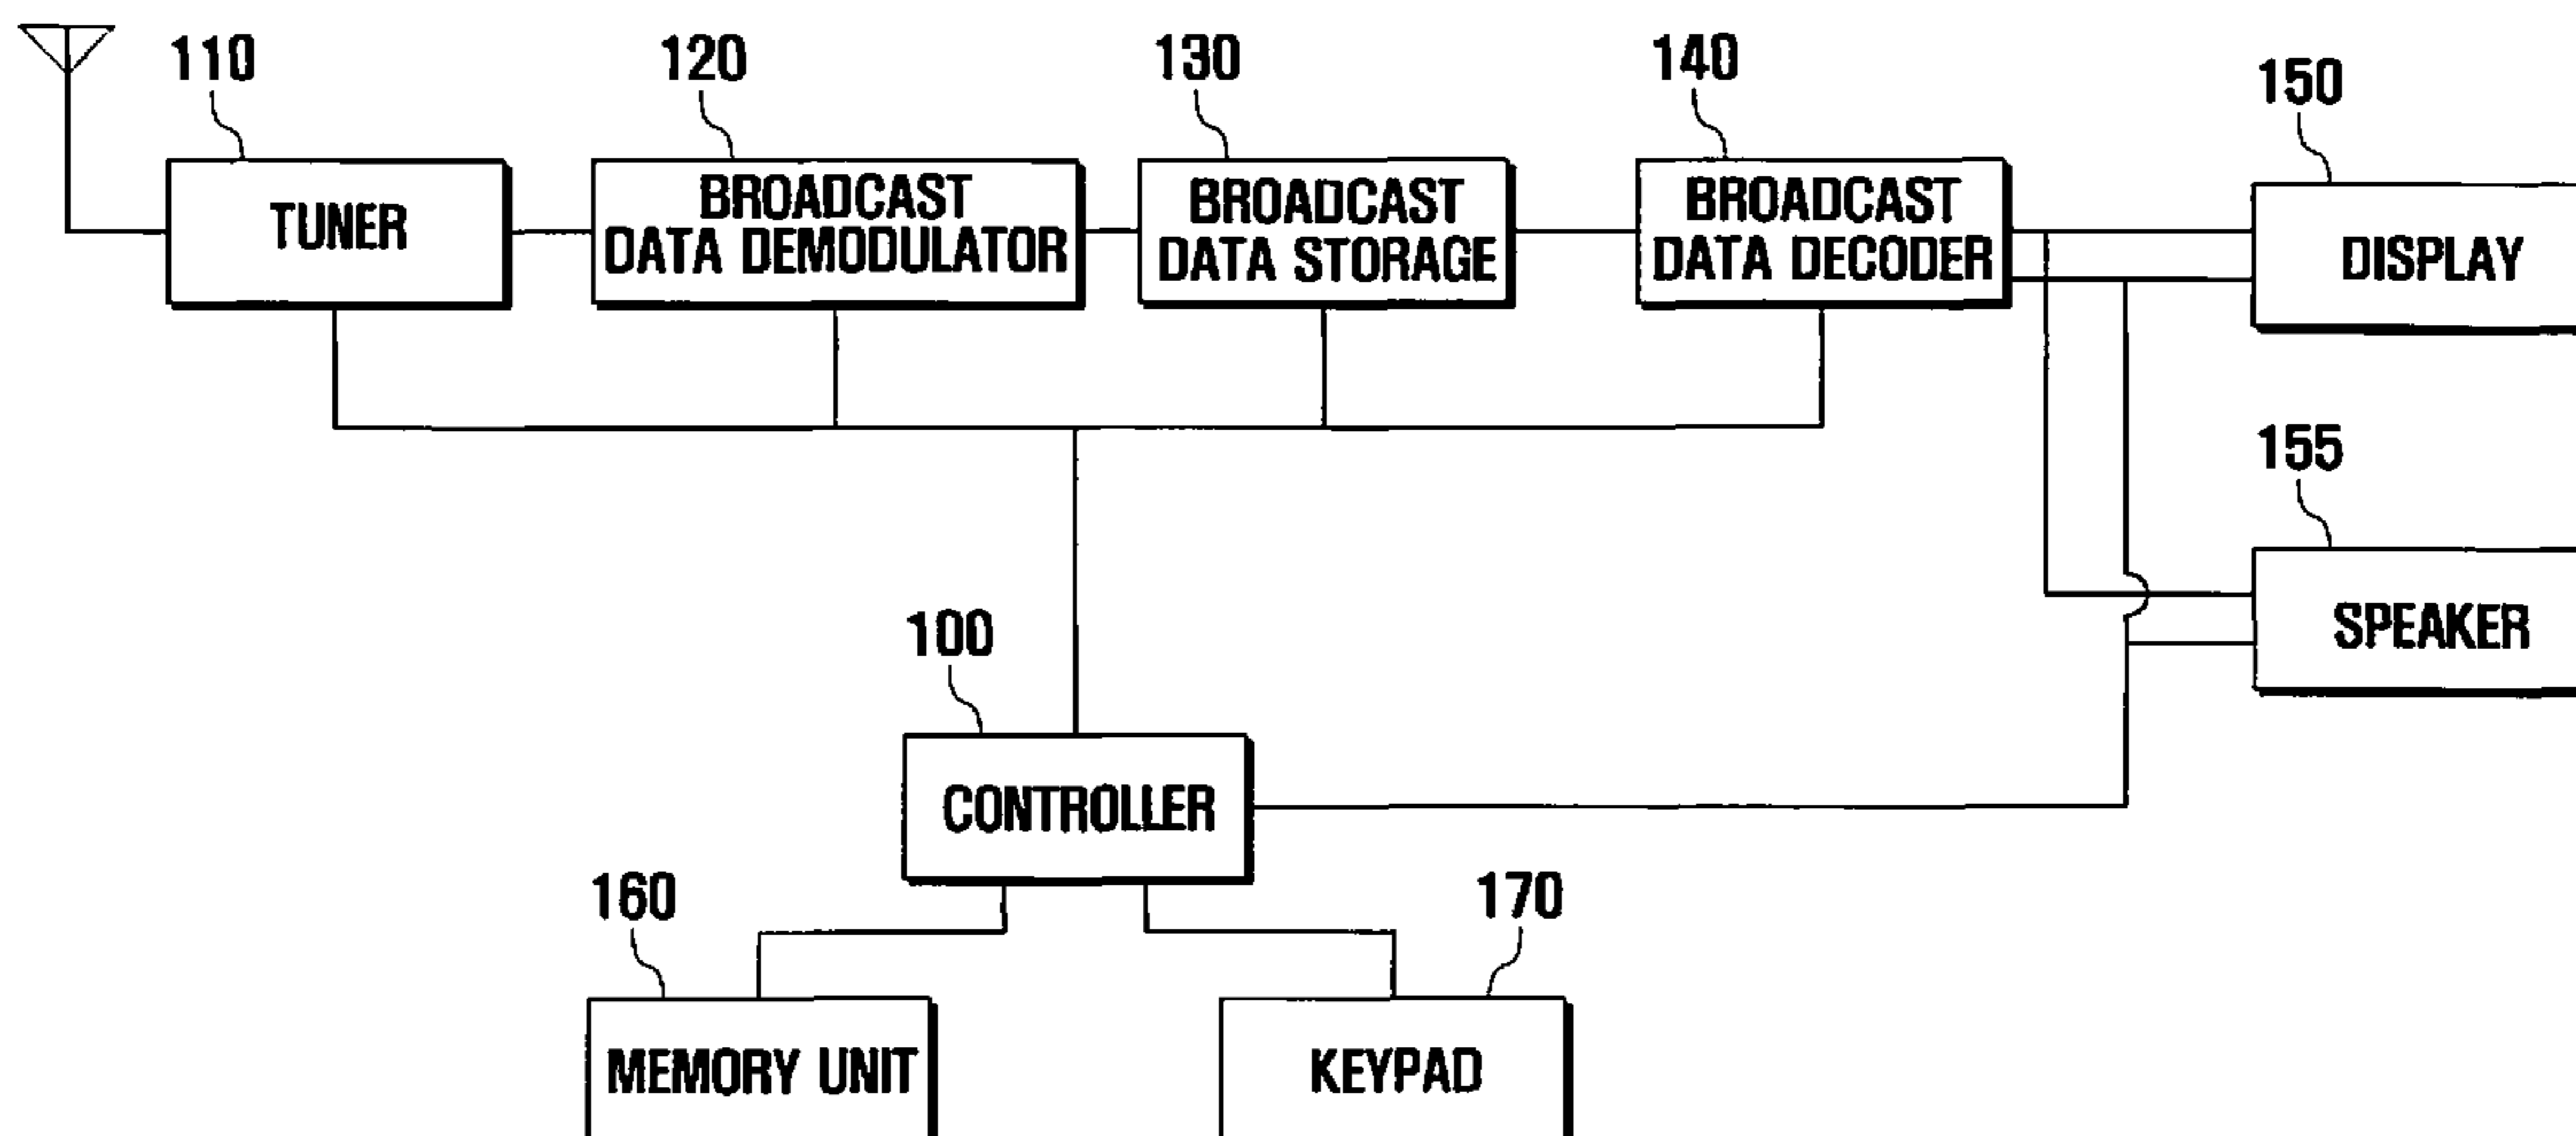 110
120
130
140
150
TUNER
BROADCAST
DATA DEMODULATOR
BROADCAST
DATA STORAGE
BROADCAST
DATA DECODER
DISPLAY
155
SPEAKER
100
CONTROLLER
160
170
MEMORY UNIT
KEYPAD